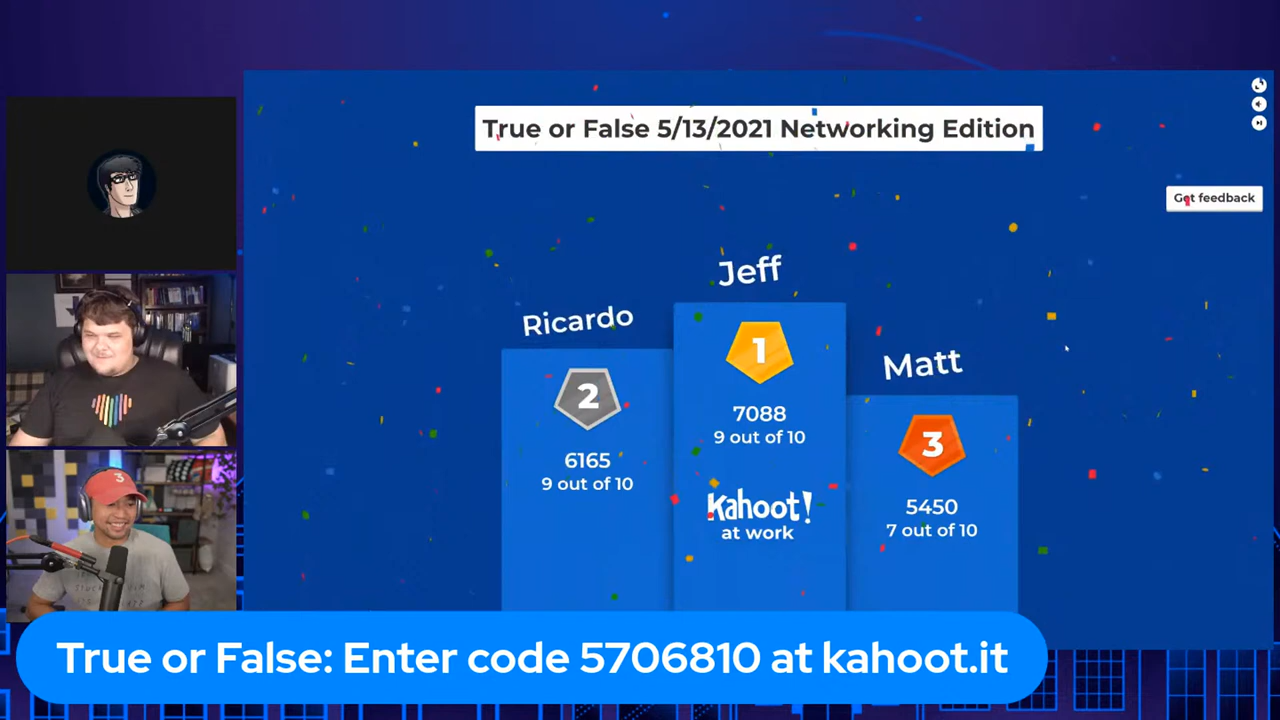 True or False 5/13/2021 Networking Edition
Get feedback
Jeff
Ricardo
Matt
1
2
3
7088
9 out of 10
6165
9 out of 10
5450
7 out of 10
Kahoot!
at work
3
True or False: Enter code 5706810 at kahoot.it